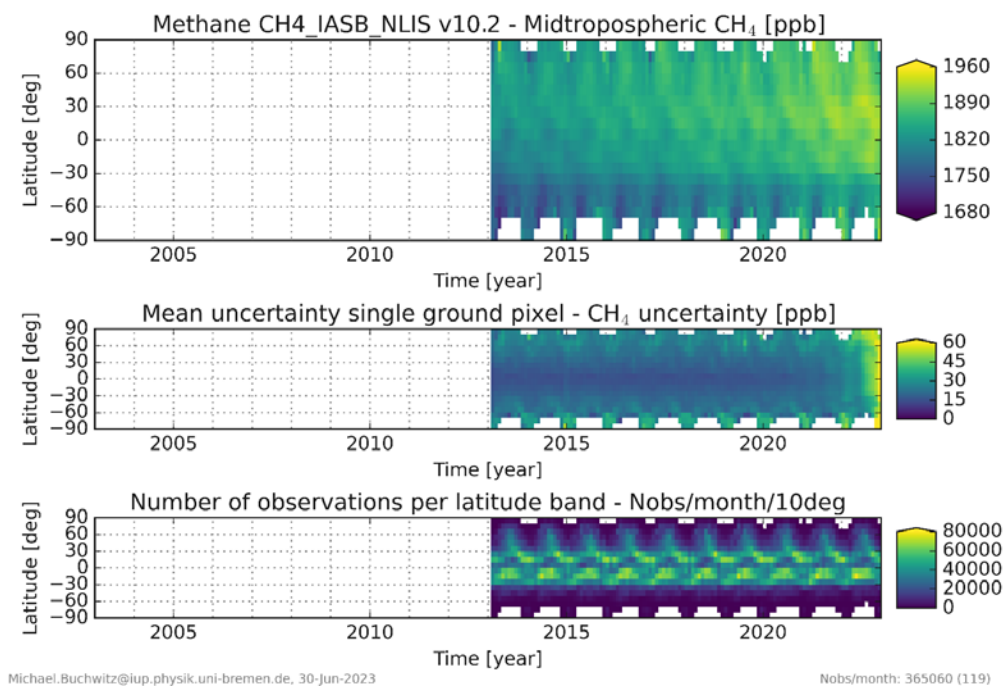 Methane CH4_IASB_NLIS v10.2 - Midtropospheric CH₄ [ppb]
90
60
30
0
−30
−60
−90
Latitude [deg]
2005 2010 2015 2020
Time [year]
1960
1890
1820
1750
1680
Mean uncertainty single ground pixel - CH₄ uncertainty [ppb]
90
60
30
0
−30
−60
−90
Latitude [deg]
2005 2010 2015 2020
Time [year]
60
45
30
15
0
Number of observations per latitude band - Nobs/month/10deg
90
60
30
0
−30
−60
−90
Latitude [deg]
2005 2010 2015 2020
Time [year]
80000
60000
40000
20000
0
Michael.Buchwitz@iup.physik.uni-bremen.de, 30-Jun-2023
Nobs/month: 365060 (119)